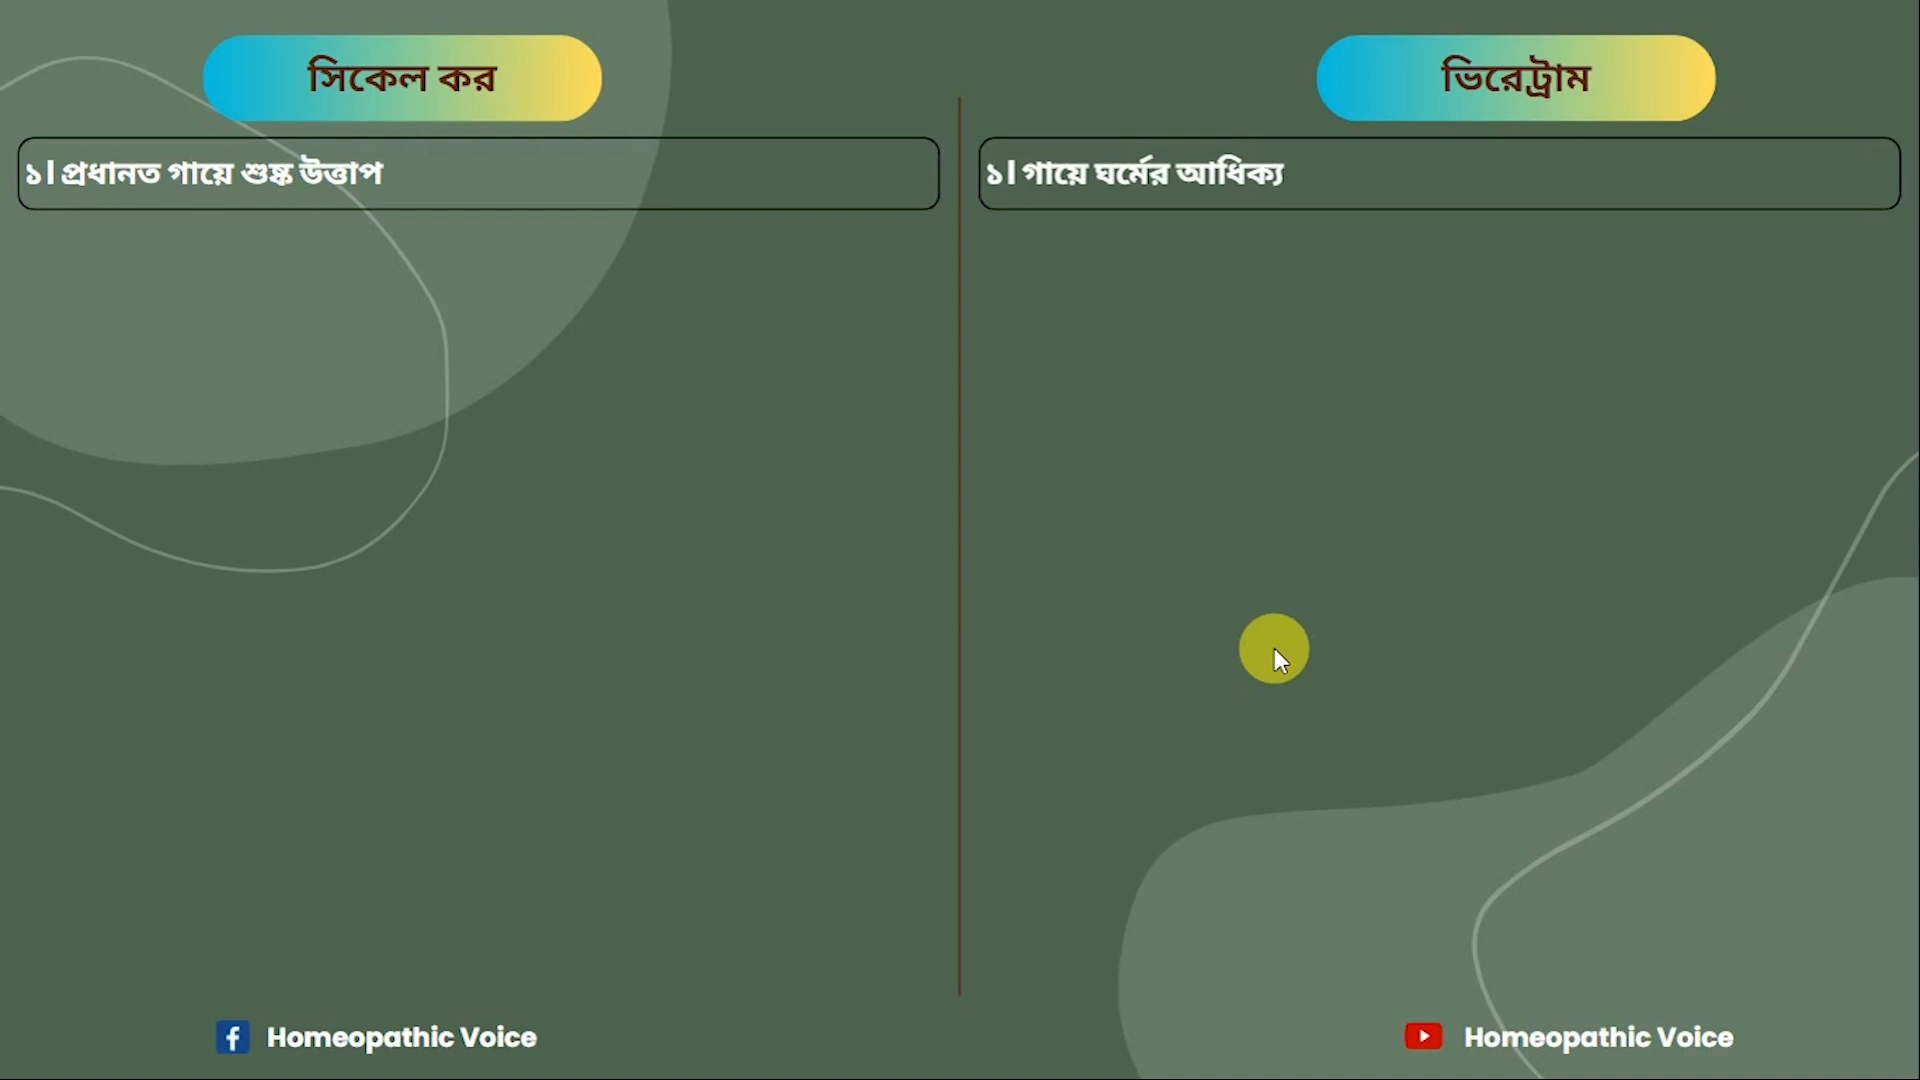 সিকেল কর
ভিরেট্রাম
১। প্রধানত গায়ে শুষ্ক উত্তাপ
১। গায়ে ঘর্মের আধিক্য
Homeopathic Voice
Homeopathic Voice